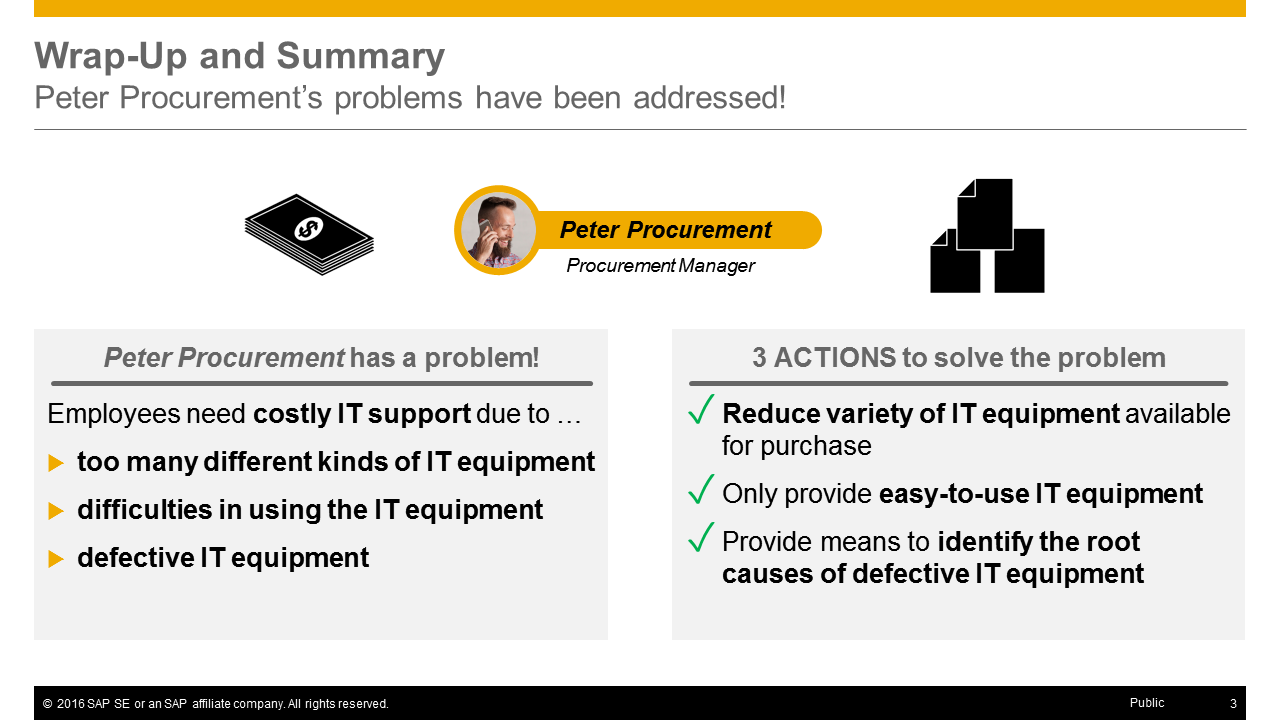 Wrap-Up and Summary
Peter Procurement’s problems have been addressed!
$
Peter Procurement
Procurement Manager
Peter Procurement has a problem!
Employees need costly IT support due to …
too many different kinds of IT equipment
difficulties in using the IT equipment
defective IT equipment
3 ACTIONS to solve the problem
Reduce variety of IT equipment available
for purchase
Only provide easy-to-use IT equipment
Provide means to identify the root
causes of defective IT equipment
© 2016 SAP SE or an SAP affiliate company. All rights reserved.
Public
3